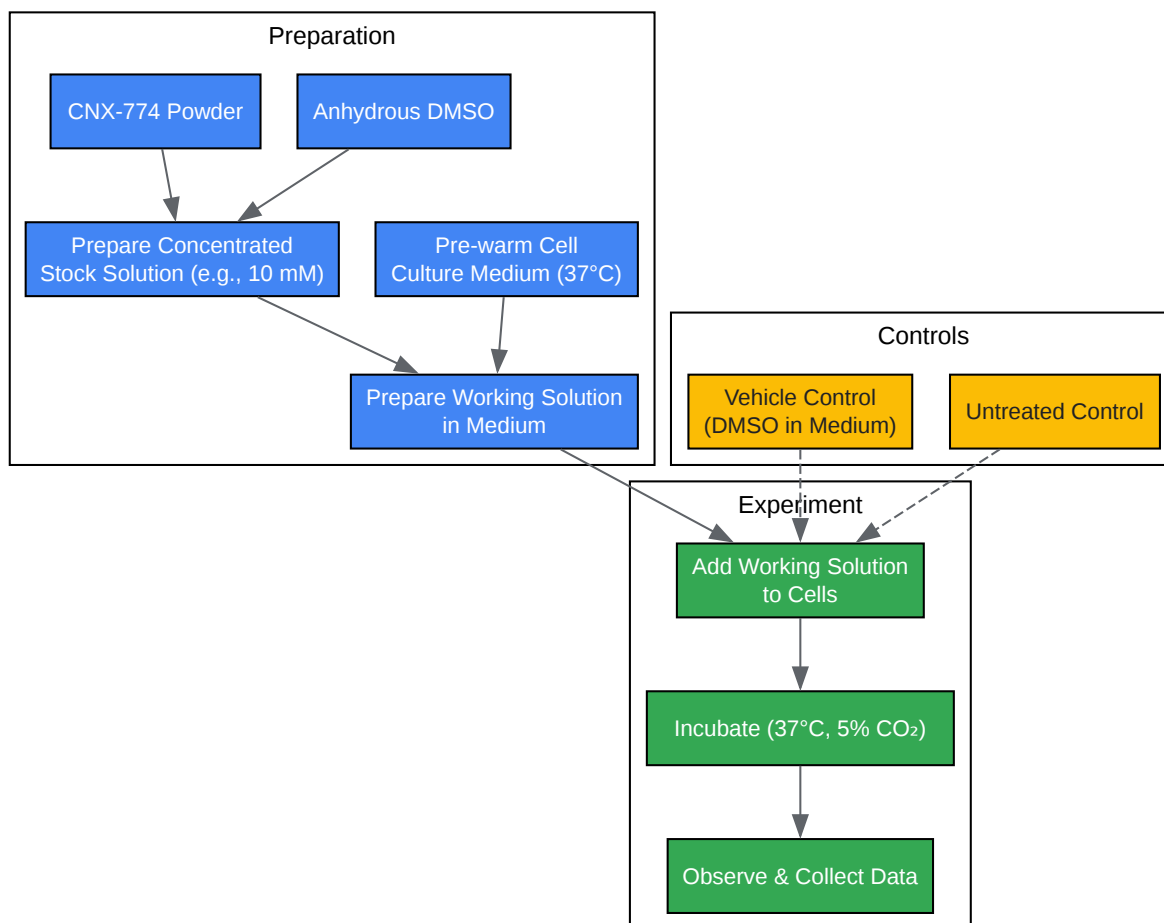 Preparation
CNX-774 Powder
Anhydrous DMSO
Prepare Concentrated
Stock Solution (e.g., 10 mM)
Pre-warm Cell
Culture Medium (37°C)
Prepare Working Solution
in Medium
Controls
Vehicle Control
(DMSO in Medium)
Untreated Control
Experiment
Add Working Solution
to Cells
Incubate (37°C, 5% CO₂)
Observe & Collect Data